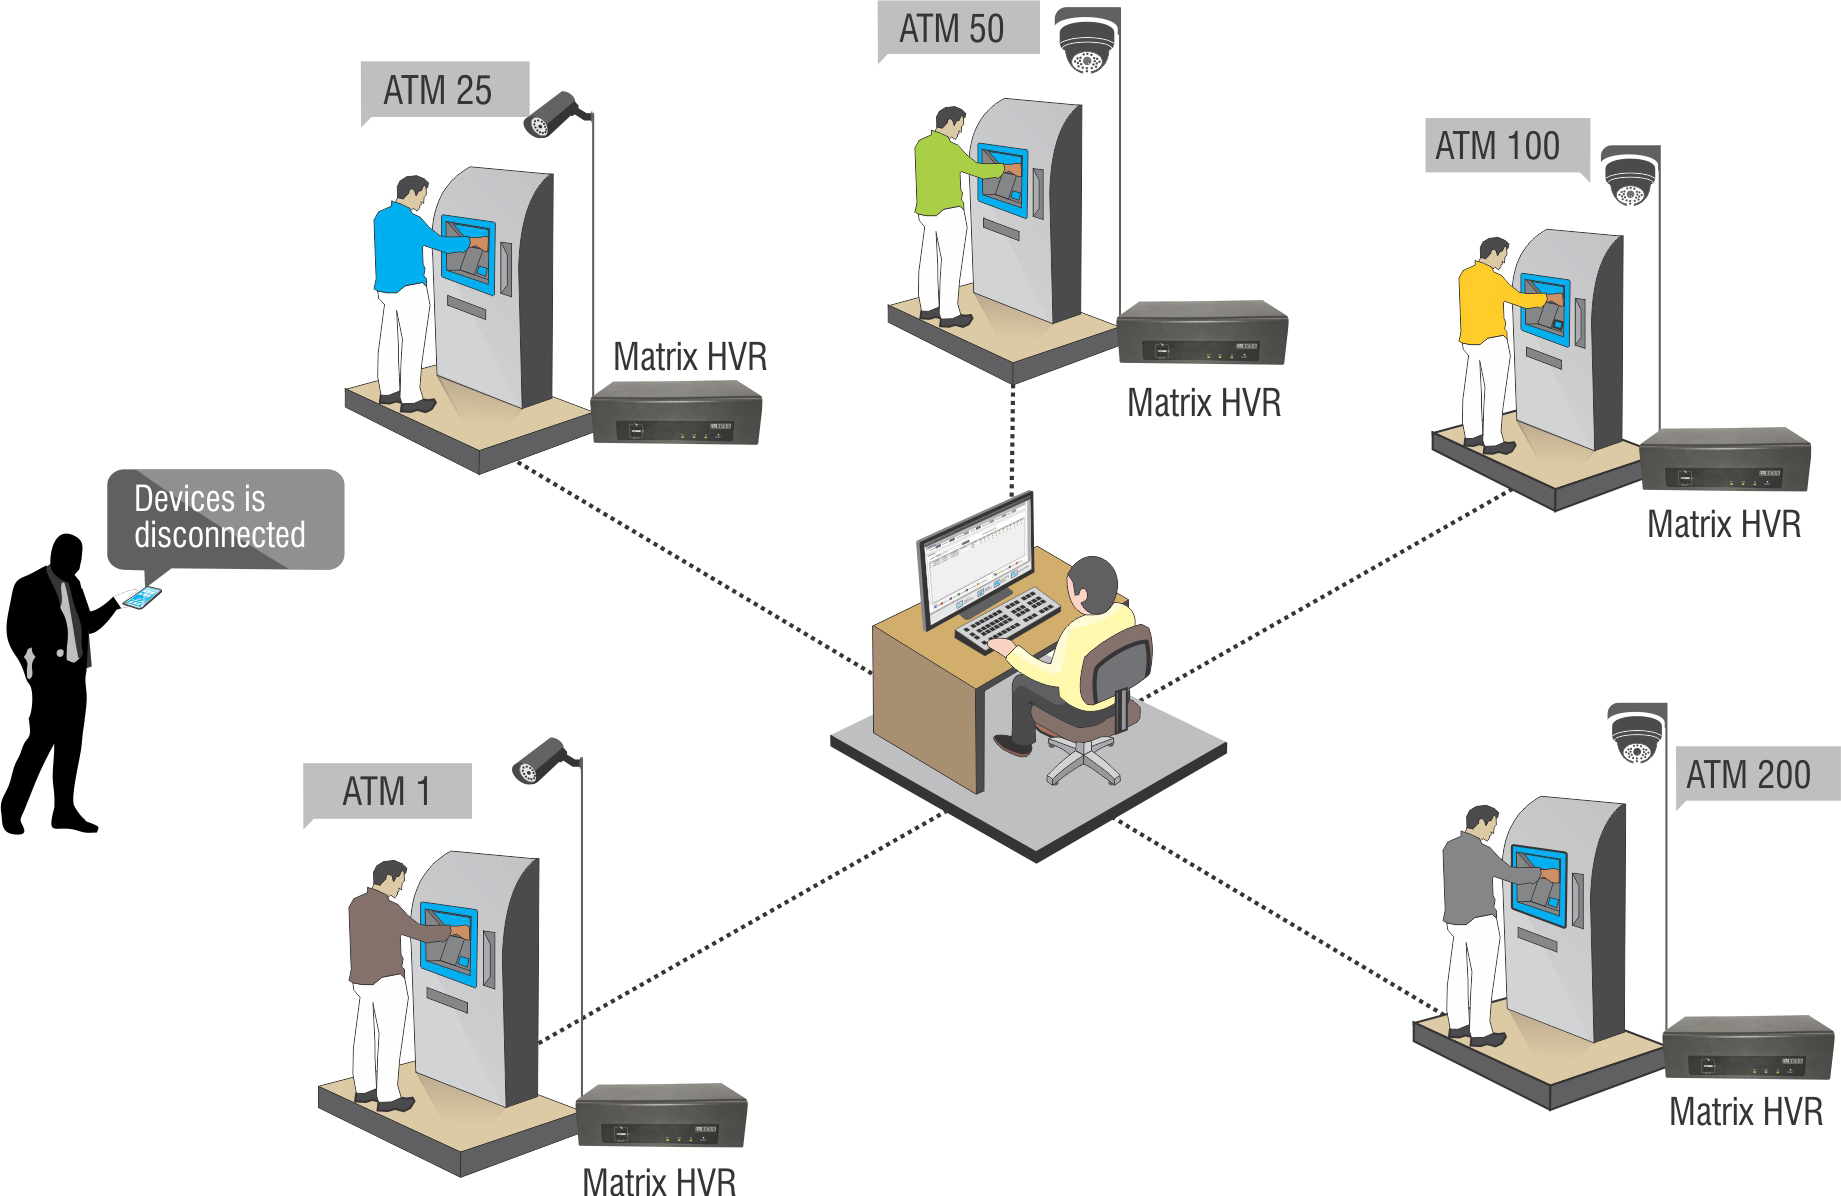 ATM 50
ATM 25
ATM 100
Matrix HVR
Matrix HVR
Devices is
disconnected
Matrix HVR
ATM 1
ATM 200
Matrix HVR
Matrix HVR